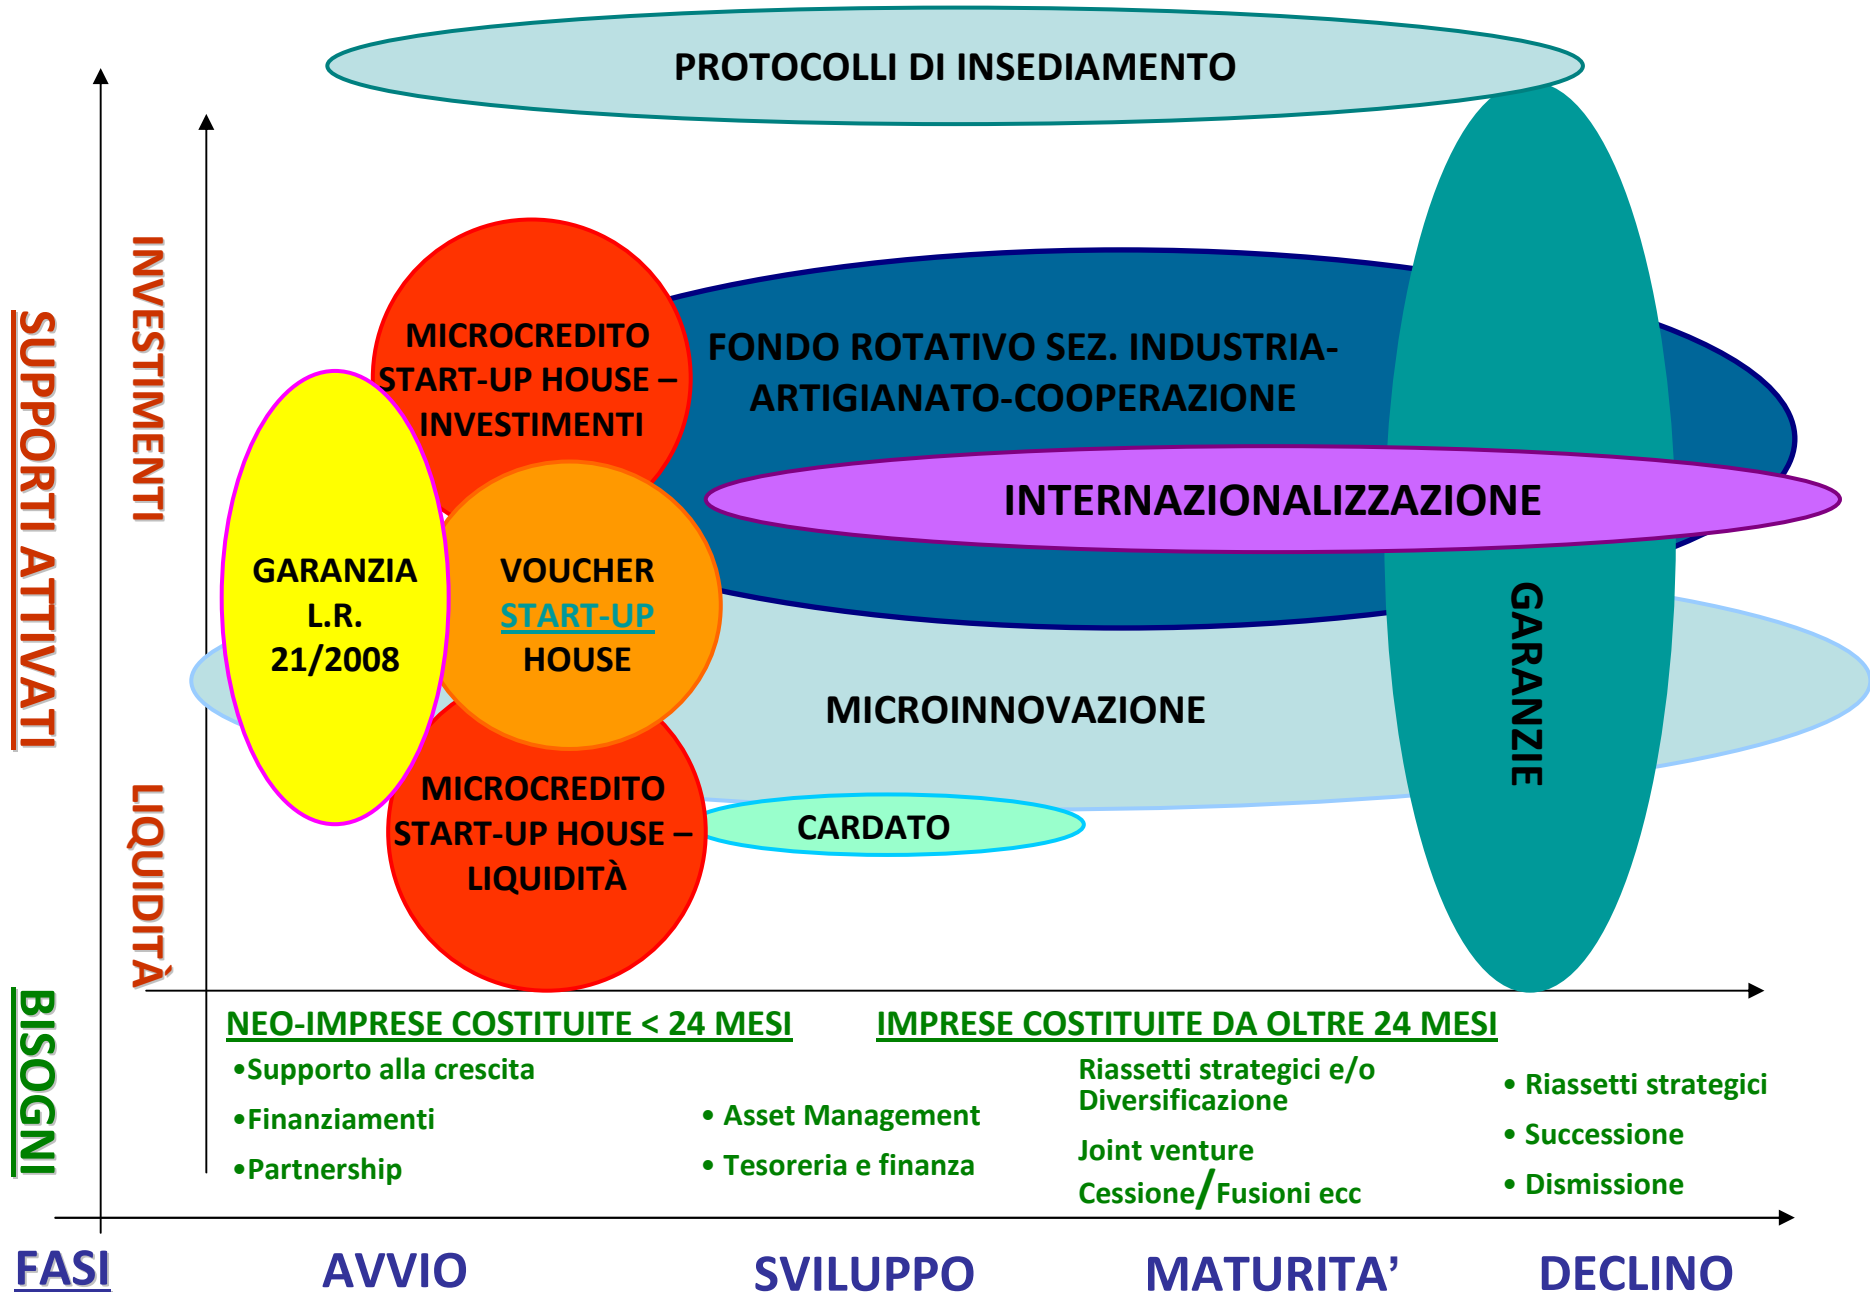 PROTOCOLLI DI INSEDIAMENTO
SUPPORTI ATTIVATI
INVESTIMENTI
LIQUIDITÀ
MICROCREDITO
START-UP HOUSE –
INVESTIMENTI
FONDO ROTATIVO SEZ. INDUSTRIA-
ARTIGIANATO-COOPERAZIONE
INTERNAZIONALIZZAZIONE
GARANZIA
L.R.
21/2008
VOUCHER
START-UP
HOUSE
GARANZIE
MICROINNOVAZIONE
MICROCREDITO
START-UP HOUSE –
LIQUIDITÀ
CARDATO
BISOGNI
NEO-IMPRESE COSTITUITE < 24 MESI
•Supporto alla crescita
•Finanziamenti
•Partnership
• Asset Management
• Tesoreria e finanza
IMPRESE COSTITUITE DA OLTRE 24 MESI
Riassetti strategici e/o
Diversificazione
Joint venture
Cessione/Fusioni ecc
• Riassetti strategici
• Successione
• Dismissione
FASI
AVVIO
SVILUPPO
MATURITA’
DECLINO